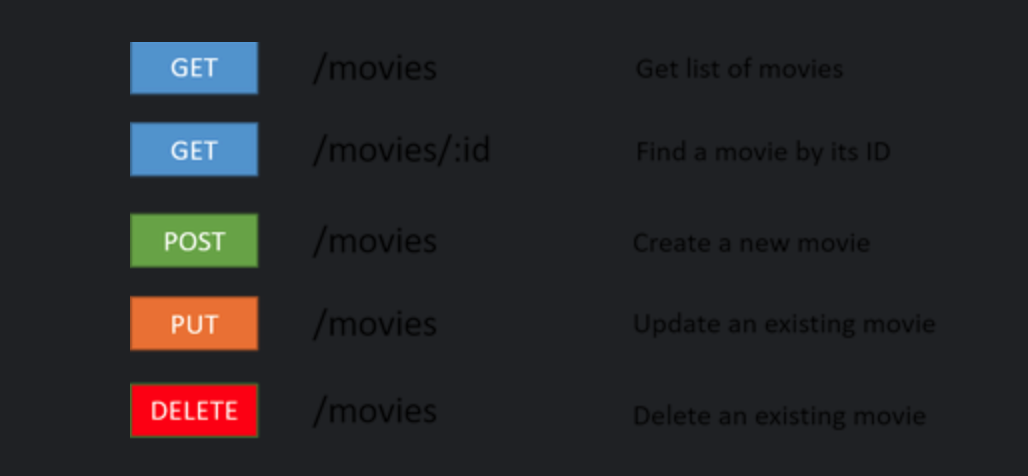 GET /movies Get list of movies
GET /movies/:id Find a movie by its ID
POST /movies Create a new movie
PUT /movies Update an existing movie
DELETE /movies Delete an existing movie